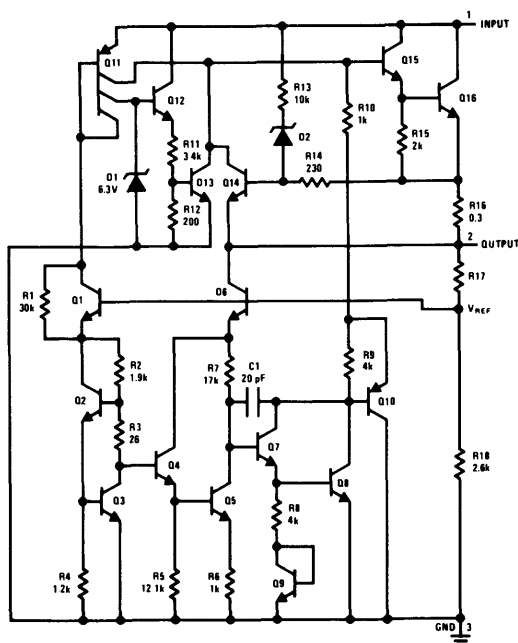 1
INPUT
Q11
Q15
R13
10k
Q12
R10
1k
Q16
D2
R11
3 4k
R15
2k
D1
6.3V
R14
230
Q13
Q14
R12
200
R16
0.3
2
OUTPUT
R17
R1
30k
Q1
Q6
VREF
R2
1.9k
R7
17k
C1
20 pF
R9
4k
Q10
Q2
R3
26
Q4
Q7
R18
2.6k
Q3
Q5
Q8
R8
4k
R4
1.2k
R5
12 1k
R6
1k
Q9
GND
3